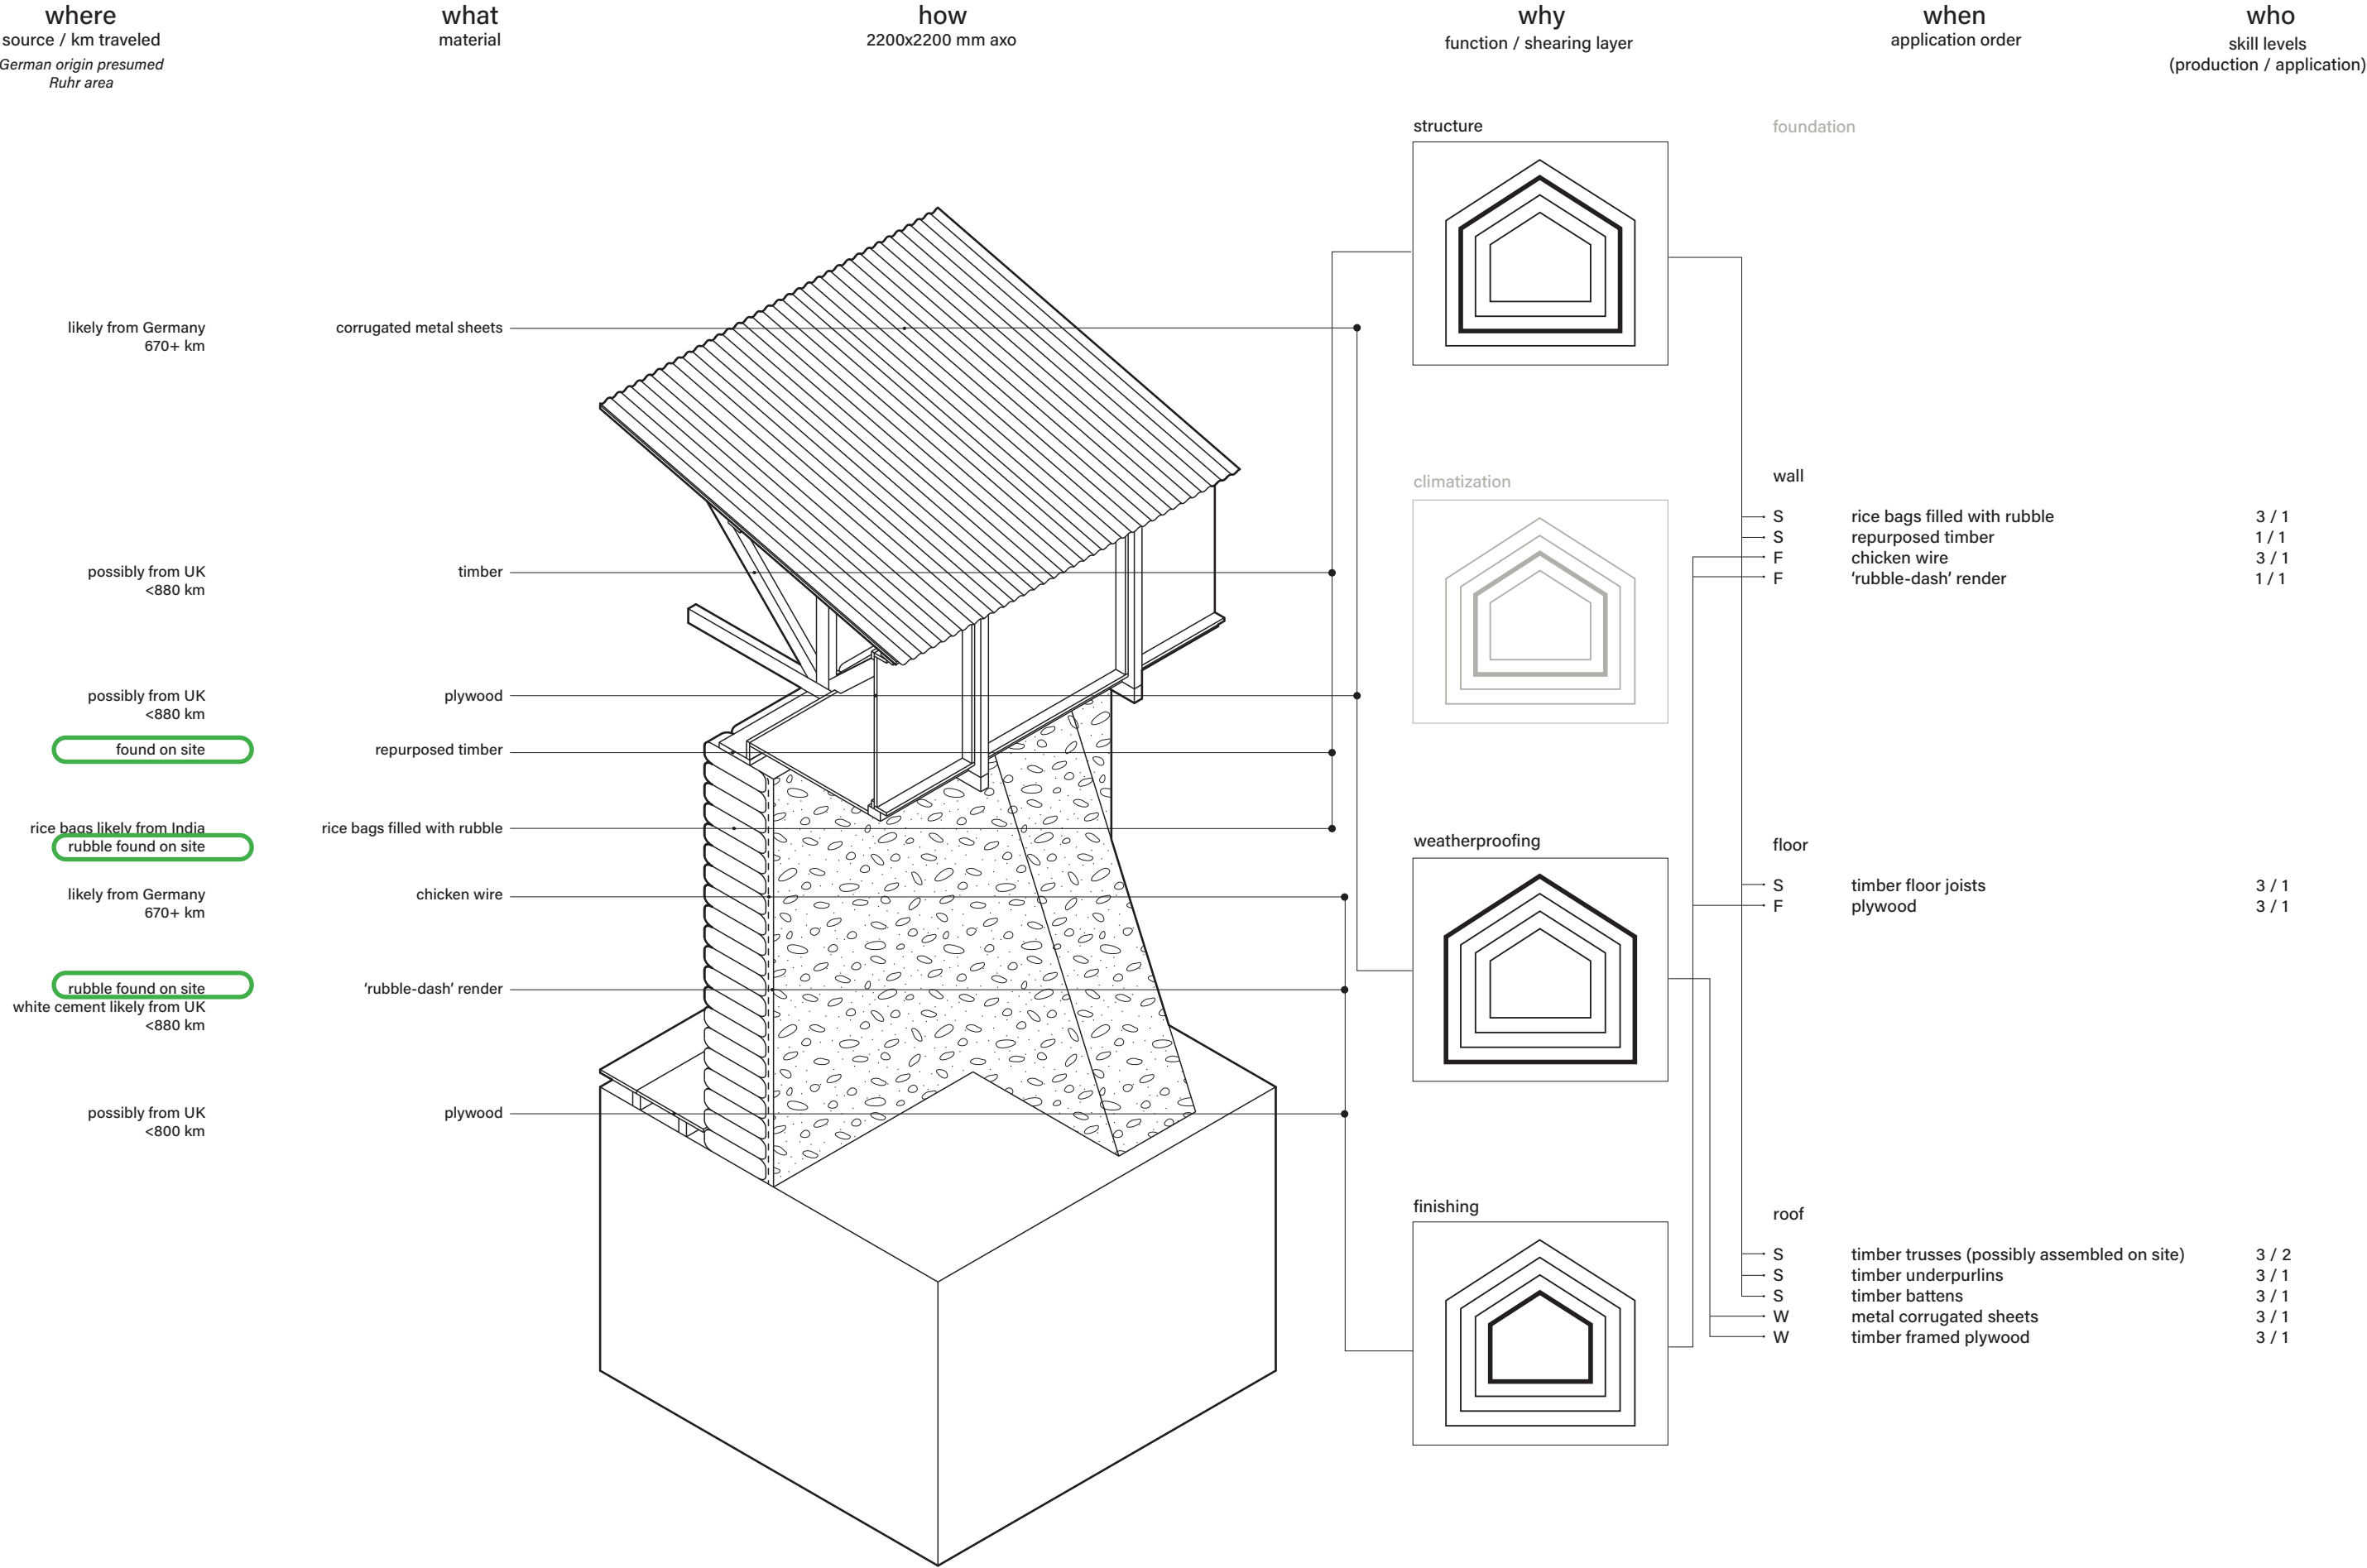 where
source / km traveled
German origin presumed
Ruhr area
what
material
how
2200x2200 mm axo
why
function / shearing layer
when
application order
who
skill levels
(production / application)
likely from Germany
670+ km
possibly from UK
<880 km
possibly from UK
<880 km
found on site
rice bags likely from India
rubble found on site
likely from Germany
670+ km
rubble found on site
white cement likely from UK
<880 km
possibly from UK
<800 km
corrugated metal sheets
timber
plywood
repurposed timber
rice bags filled with rubble
chicken wire
‘rubble-dash’ render
plywood
structure
climatization
weatherproofing
finishing
foundation
wall
S rice bags filled with rubble 3 / 1
S repurposed timber 1 / 1
F chicken wire 3 / 1
F ‘rubble-dash’ render 1 / 1
floor
S timber floor joists 3 / 1
F plywood 3 / 1
roof
S timber trusses (possibly assembled on site) 3 / 2
S timber underpurlins 3 / 1
S timber battens 3 / 1
W metal corrugated sheets 3 / 1
W timber framed plywood 3 / 1